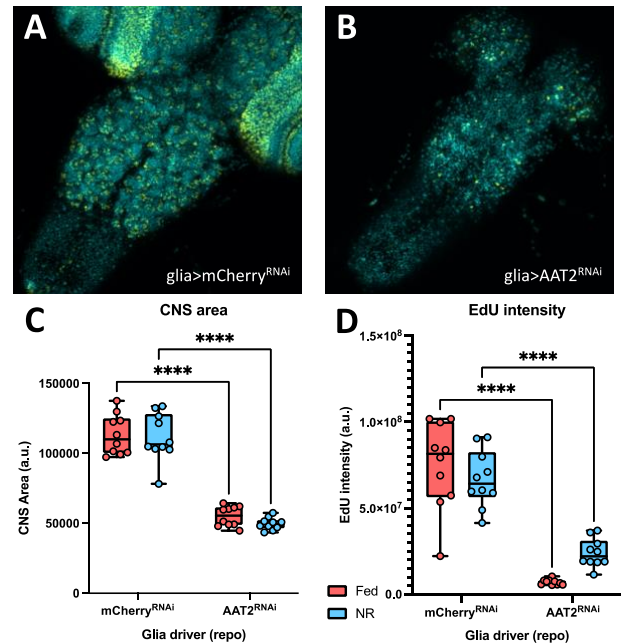 A
B
glia>mCherryRNAi
glia>AAT2RNAi
C
CNS area
D
EdU intensity
****
****
****
****
CNS Area (a.u.)
150000
100000
50000
0
mCherryRNAi
AAT2RNAi
Glia driver (repo)
EdU intensity (a.u.)
1.5×10⁸
1.0×10⁸
5.0×10⁷
0.0
mCherryRNAi
AAT2RNAi
Glia driver (repo)
Fed
NR